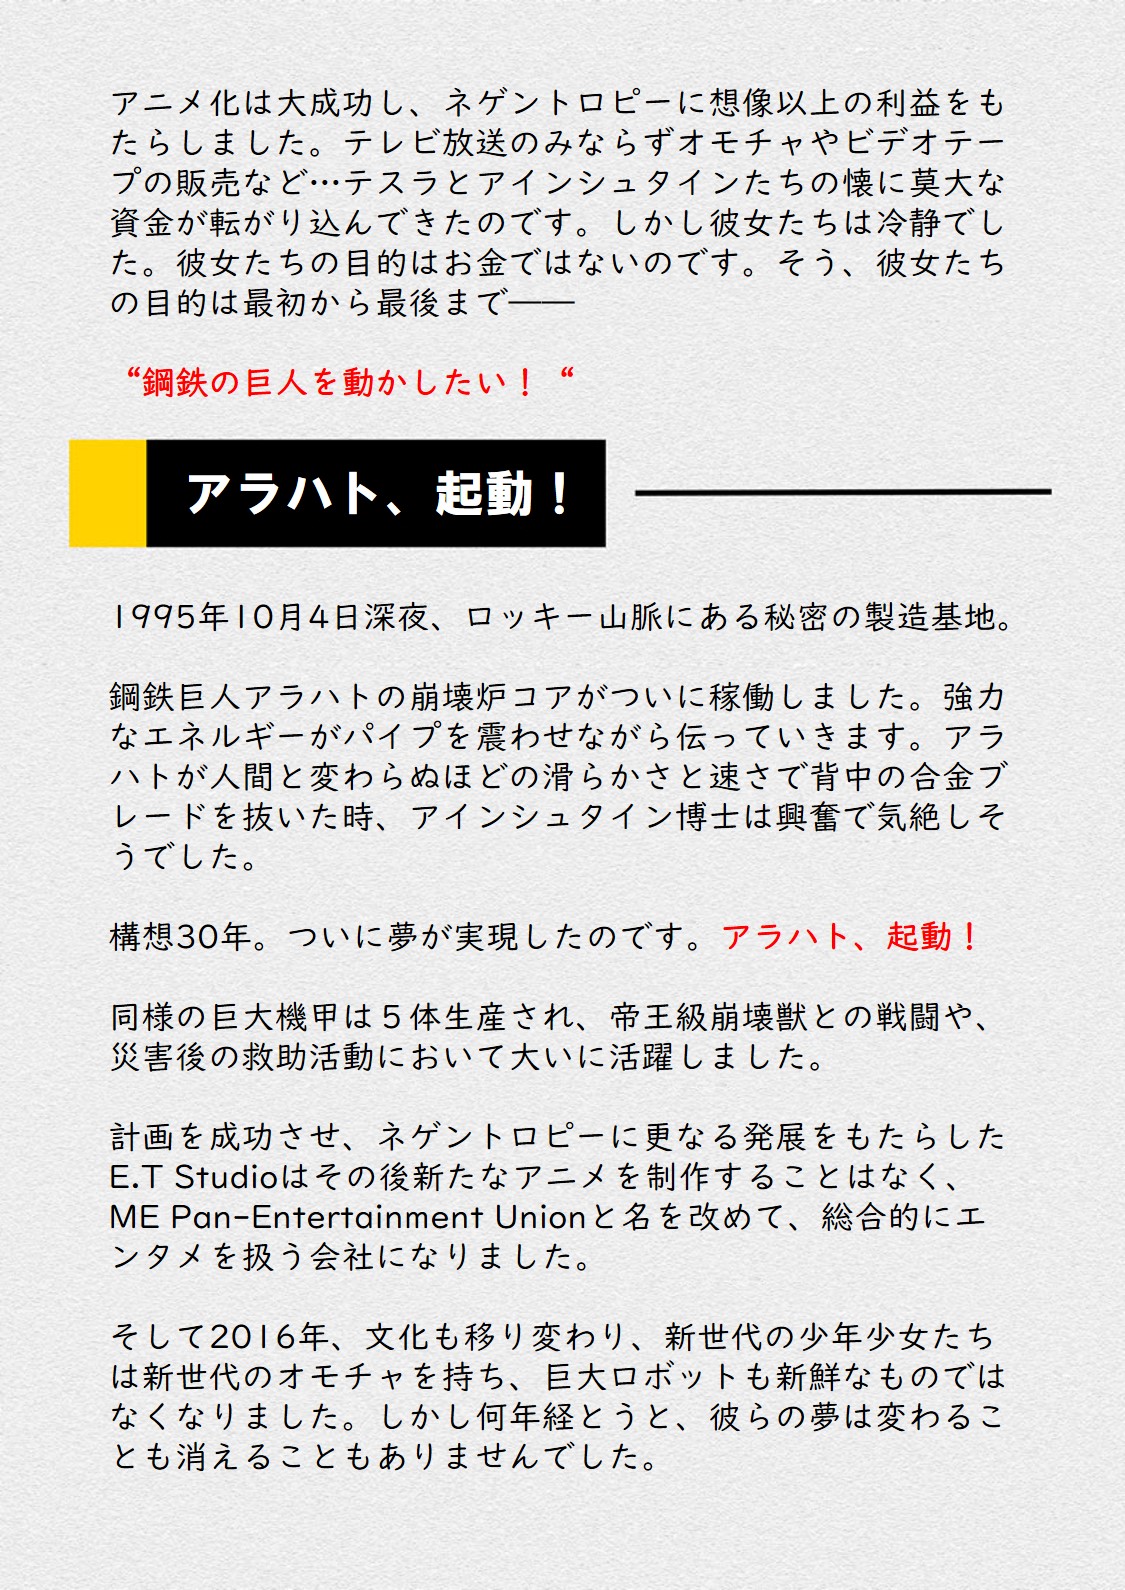 アニメ化は大成功し、ネゲントロピーに想像以上の利益をも
たらしました。テレビ放送のみならずオモチャやビデオテー
プの販売など…テスラとアインシュタインたちの懐に莫大な
資金が転がり込んできたのです。しかし彼女たちは冷静でし
た。彼女たちの目的はお金ではないのです。そう、彼女たち
の目的は最初から最後まで――
“鋼鉄の巨人を動かしたい！“
アラハト、起動！
1995年10月4日深夜、ロッキー山脈にある秘密の製造基地。
鋼鉄巨人アラハトの崩壊炉コアがついに稼働しました。強力
なエネルギーがパイプを震わせながら伝っていきます。アラ
ハトが人間と変わらぬほどの滑らかさと速さで背中の合金ブ
レードを抜いた時、アインシュタイン博士は興奮で気絶しそ
うでした。
構想30年。ついに夢が実現したのです。アラハト、起動！
同様の巨大機甲は５体生産され、帝王級崩壊獣との戦闘や、
災害後の救助活動において大いに活躍しました。
計画を成功させ、ネゲントロピーに更なる発展をもたらした
E.T Studioはその後新たなアニメを制作することはなく、
ME Pan-Entertainment Unionと名を改めて、総合的にエ
ンタメを扱う会社になりました。
そして2016年、文化も移り変わり、新世代の少年少女たち
は新世代のオモチャを持ち、巨大ロボットも新鮮なものでは
なくなりました。しかし何年経とうと、彼らの夢は変わるこ
とも消えることもありませんでした。